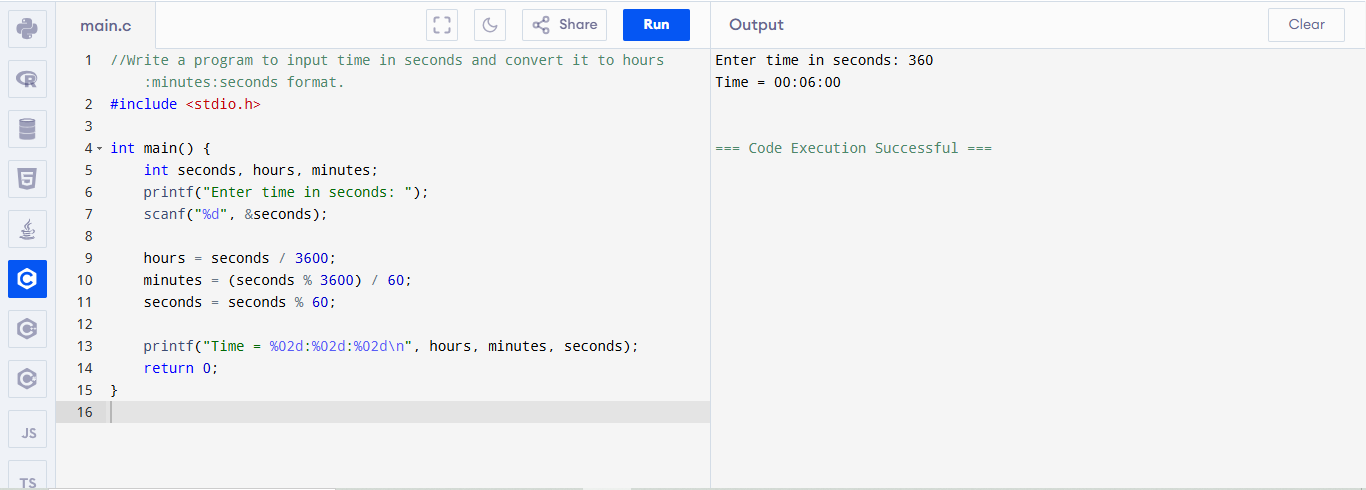 main.c
Share
Run
Output
Clear
1 //Write a program to input time in seconds and convert it to hours
:minutes:seconds format.
2 #include <stdio.h>
3
4 int main() {
5 int seconds, hours, minutes;
6 printf("Enter time in seconds: ");
7 scanf("%d", &seconds);
8
9 hours = seconds / 3600;
10 minutes = (seconds % 3600) / 60;
11 seconds = seconds % 60;
12
13 printf("Time = %02d:%02d:%02d\n", hours, minutes, seconds);
14 return 0;
15 }
16
Enter time in seconds: 360
Time = 00:06:00
=== Code Execution Successful ===
R
5
C
C
C
JS
TS